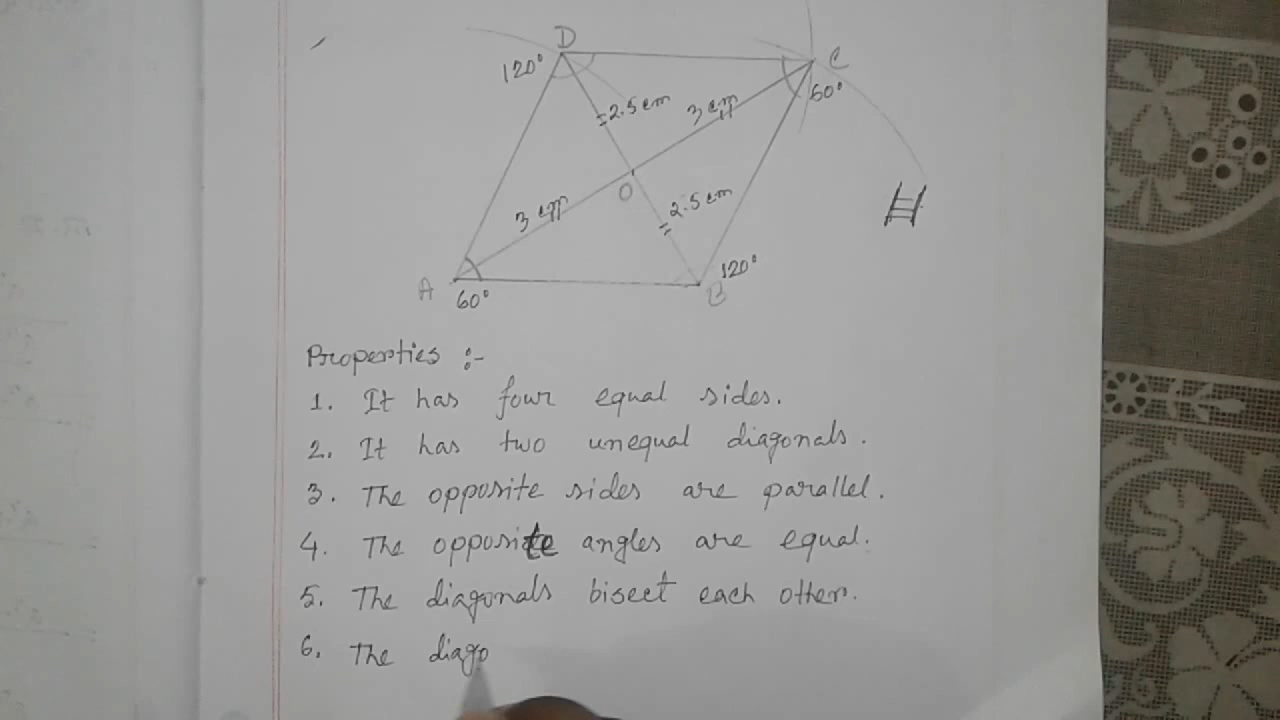 D
120°
C
60°
=2.5 cm
3 cm
O
3 cm
2.5 cm
=
A
60°
B
120°
Properties :-
1. It has four equal sides.
2. It has two unequal diagonals.
3. The opposite sides are parallel.
4. The opposite angles are equal.
5. The diagonals bisect each other.
6. The diago